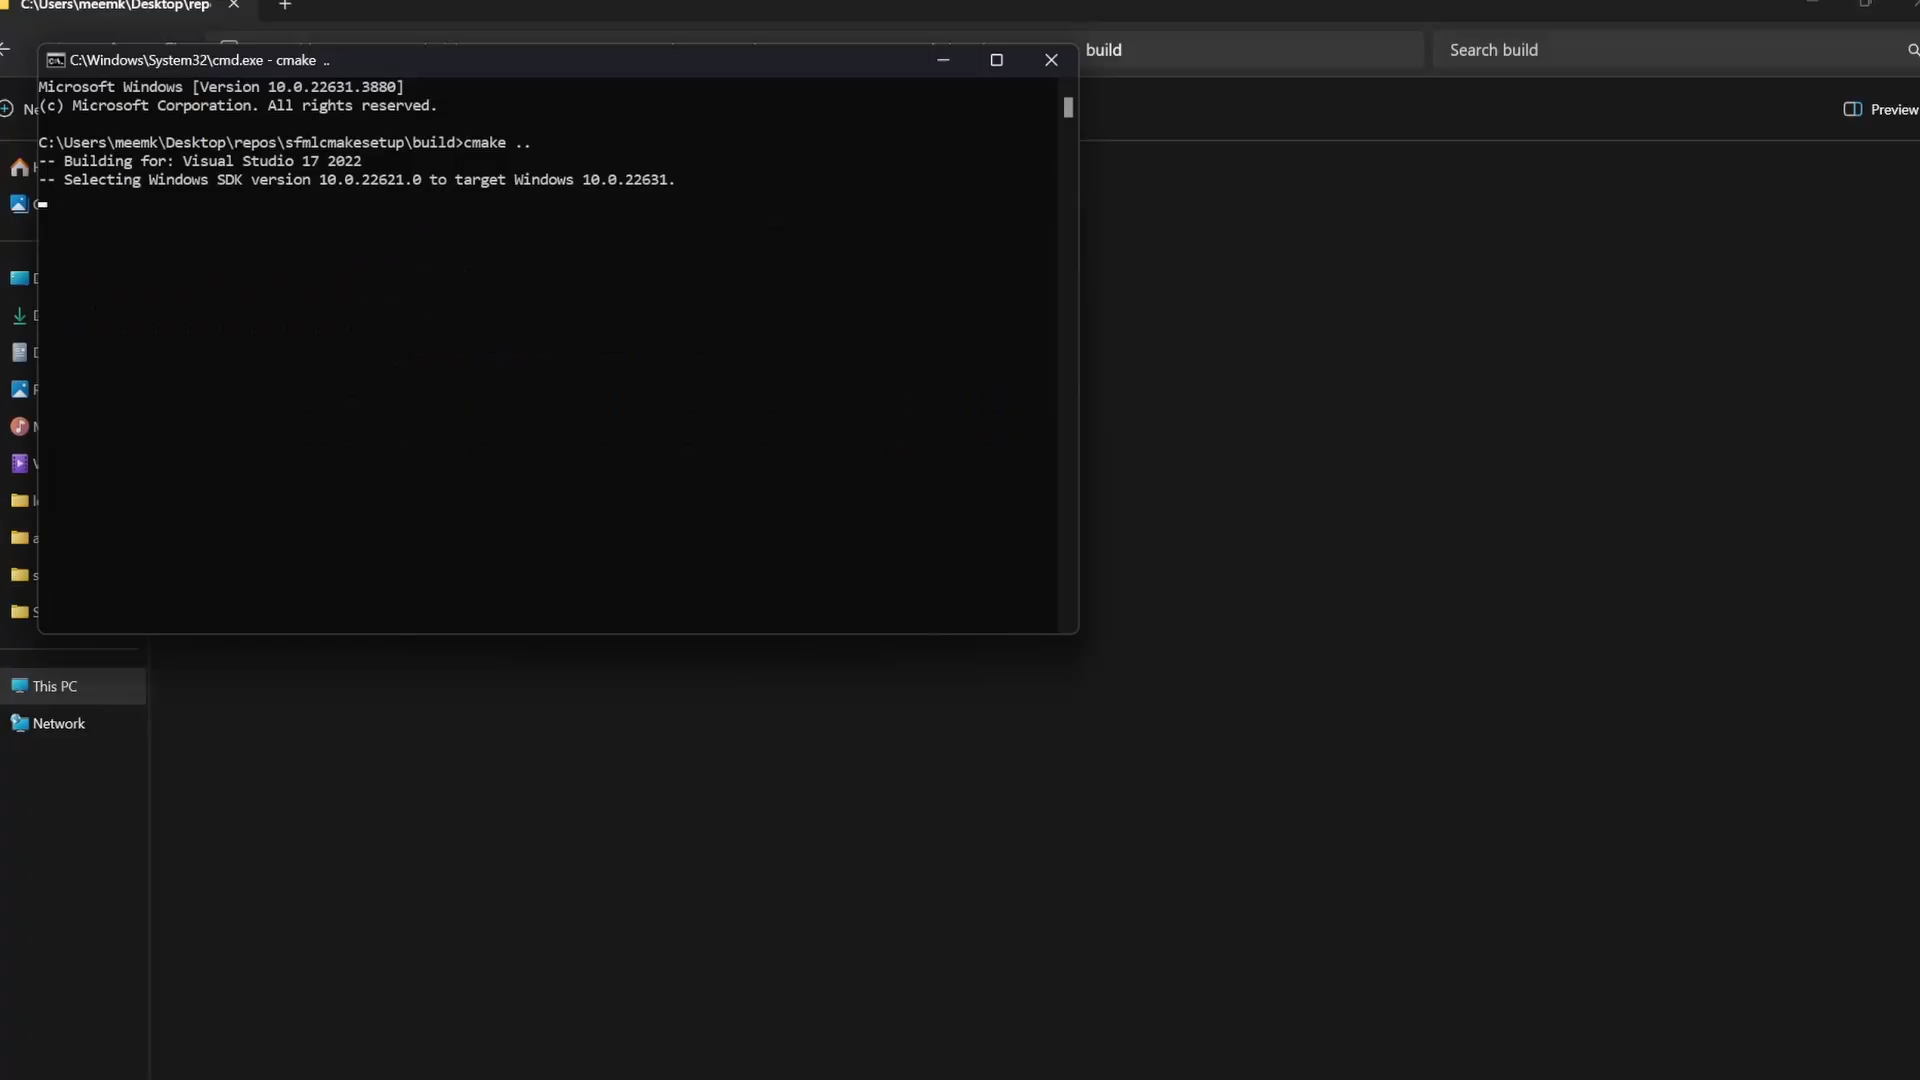 C:\Users\meemk\Desktop\rep
build
Search build
C:\Windows\System32\cmd.exe - cmake ..
Microsoft Windows [Version 10.0.22631.3880]
(c) Microsoft Corporation. All rights reserved.
Preview
C:\Users\meemk\Desktop\repos\sfmlcmakesetup\build>cmake ..
-- Building for: Visual Studio 17 2022
-- Selecting Windows SDK version 10.0.22621.0 to target Windows 10.0.22631.
This PC
Network